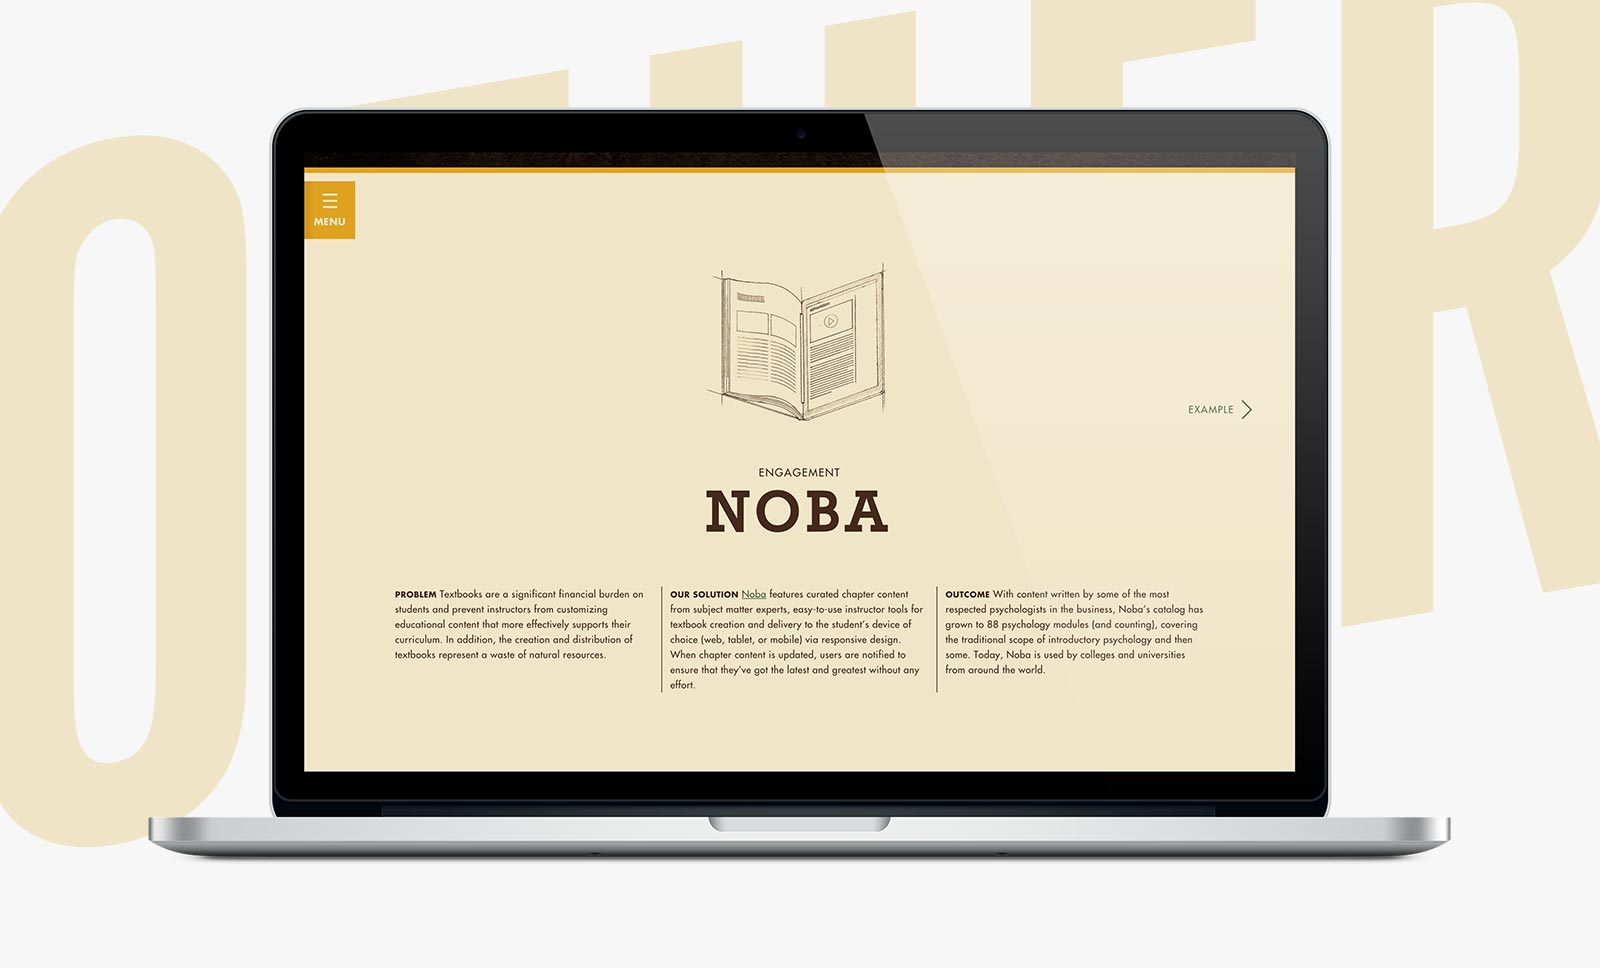 OTHER
MENU
EXAMPLE
ENGAGEMENT
NOBA
PROBLEM Textbooks are a significant financial burden on
students and prevent instructors from customizing
educational content that more effectively supports their
curriculum. In addition, the creation and distribution of
textbooks represent a waste of natural resources.
OUR SOLUTION Noba features curated chapter content
from subject matter experts, easy-to-use instructor tools for
textbook creation and delivery to the student’s device of
choice (web, tablet, or mobile) via responsive design.
When chapter content is updated, users are notified to
ensure that they’ve got the latest and greatest without any
effort.
OUTCOME With content written by some of the most
respected psychologists in the business, Noba’s catalog has
grown to 88 psychology modules (and counting), covering
the traditional scope of introductory psychology and then
some. Today, Noba is used by colleges and universities
from around the world.